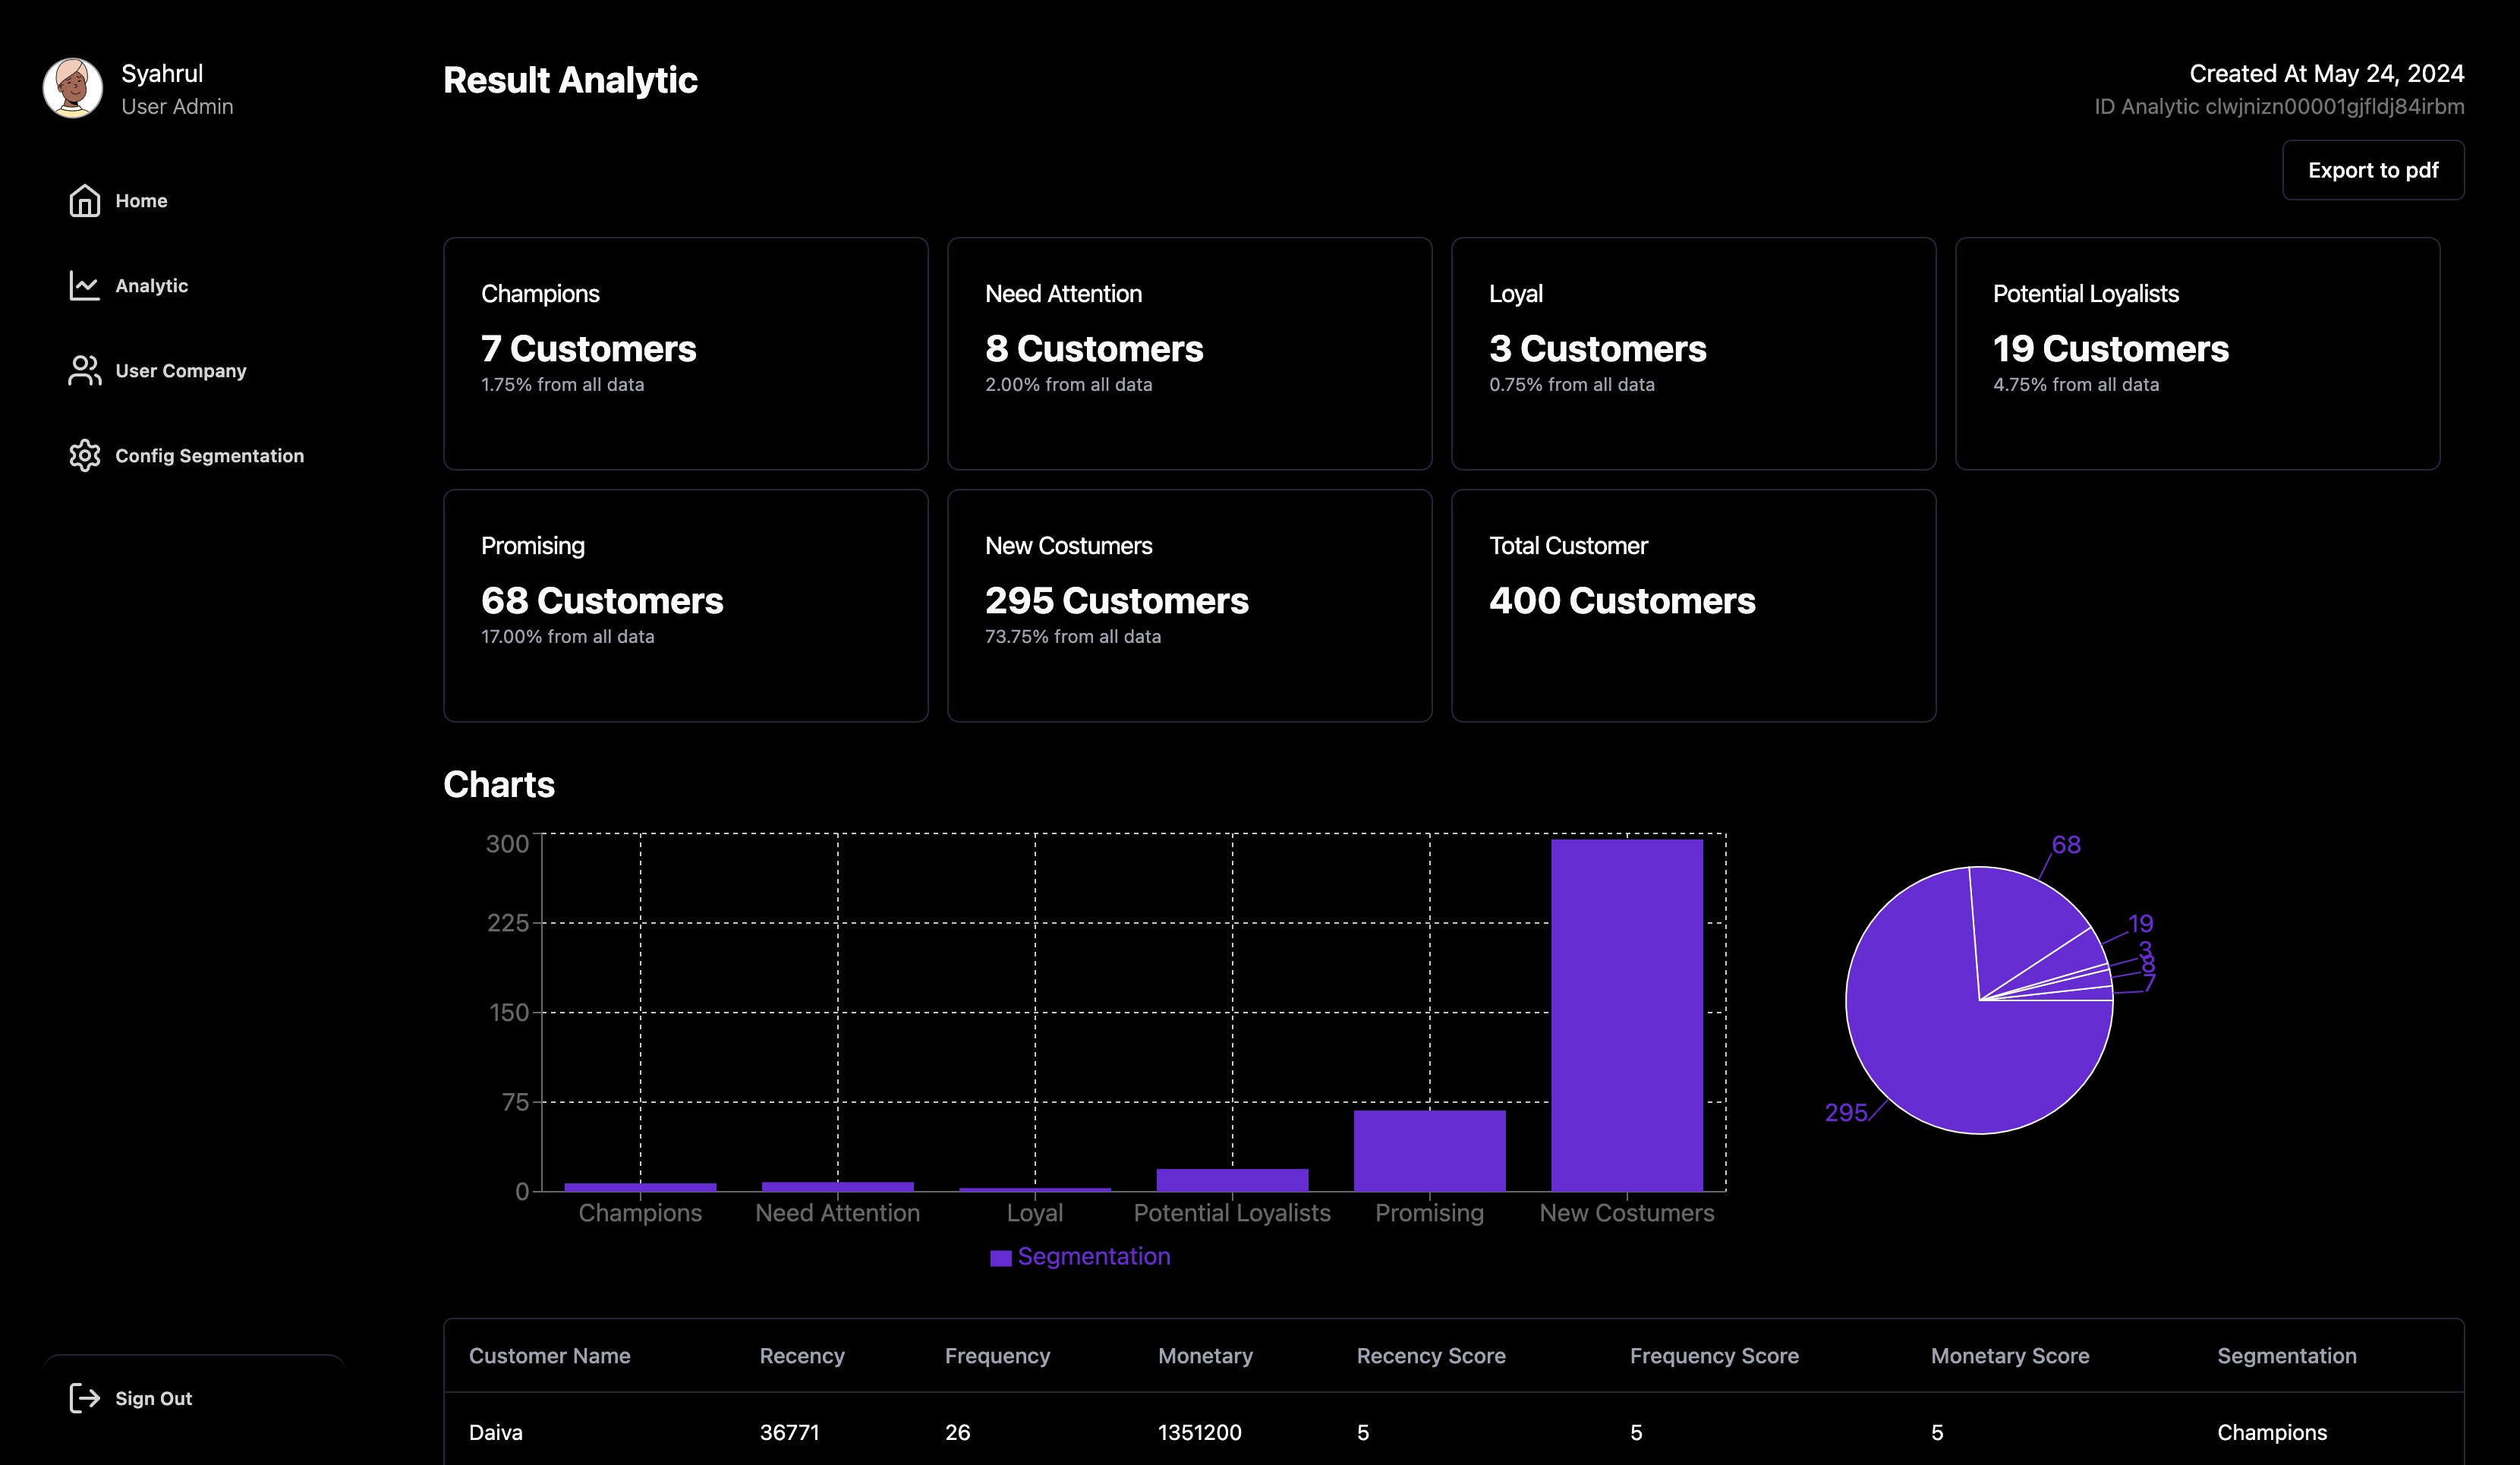 Syahrul
User Admin
Home
Analytic
User Company
Config Segmentation
Sign Out
Result Analytic
Created At May 24, 2024
ID Analytic clwjnizn00001gjfldj84irbm
Export to pdf
Champions
7 Customers
1.75% from all data
Need Attention
8 Customers
2.00% from all data
Loyal
3 Customers
0.75% from all data
Potential Loyalists
19 Customers
4.75% from all data
Promising
68 Customers
17.00% from all data
New Costumers
295 Customers
73.75% from all data
Total Customer
400 Customers
Charts
300
225
150
75
0
Champions Need Attention Loyal Potential Loyalists Promising New Costumers
Segmentation
68
19
3
8
7
295
Customer Name Recency Frequency Monetary Recency Score Frequency Score Monetary Score Segmentation
Daiva 36771 26 1351200 5 5 5 Champions